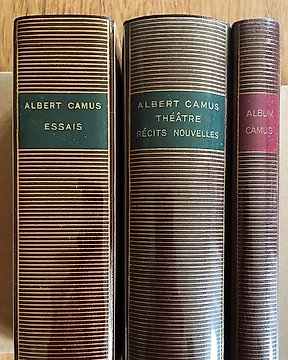 ALBERT CAMUS
ESSAIS
ALBERT CAMUS
THÉÂTRE
RÉCITS NOUVELLES
ALBUM
CAMUS